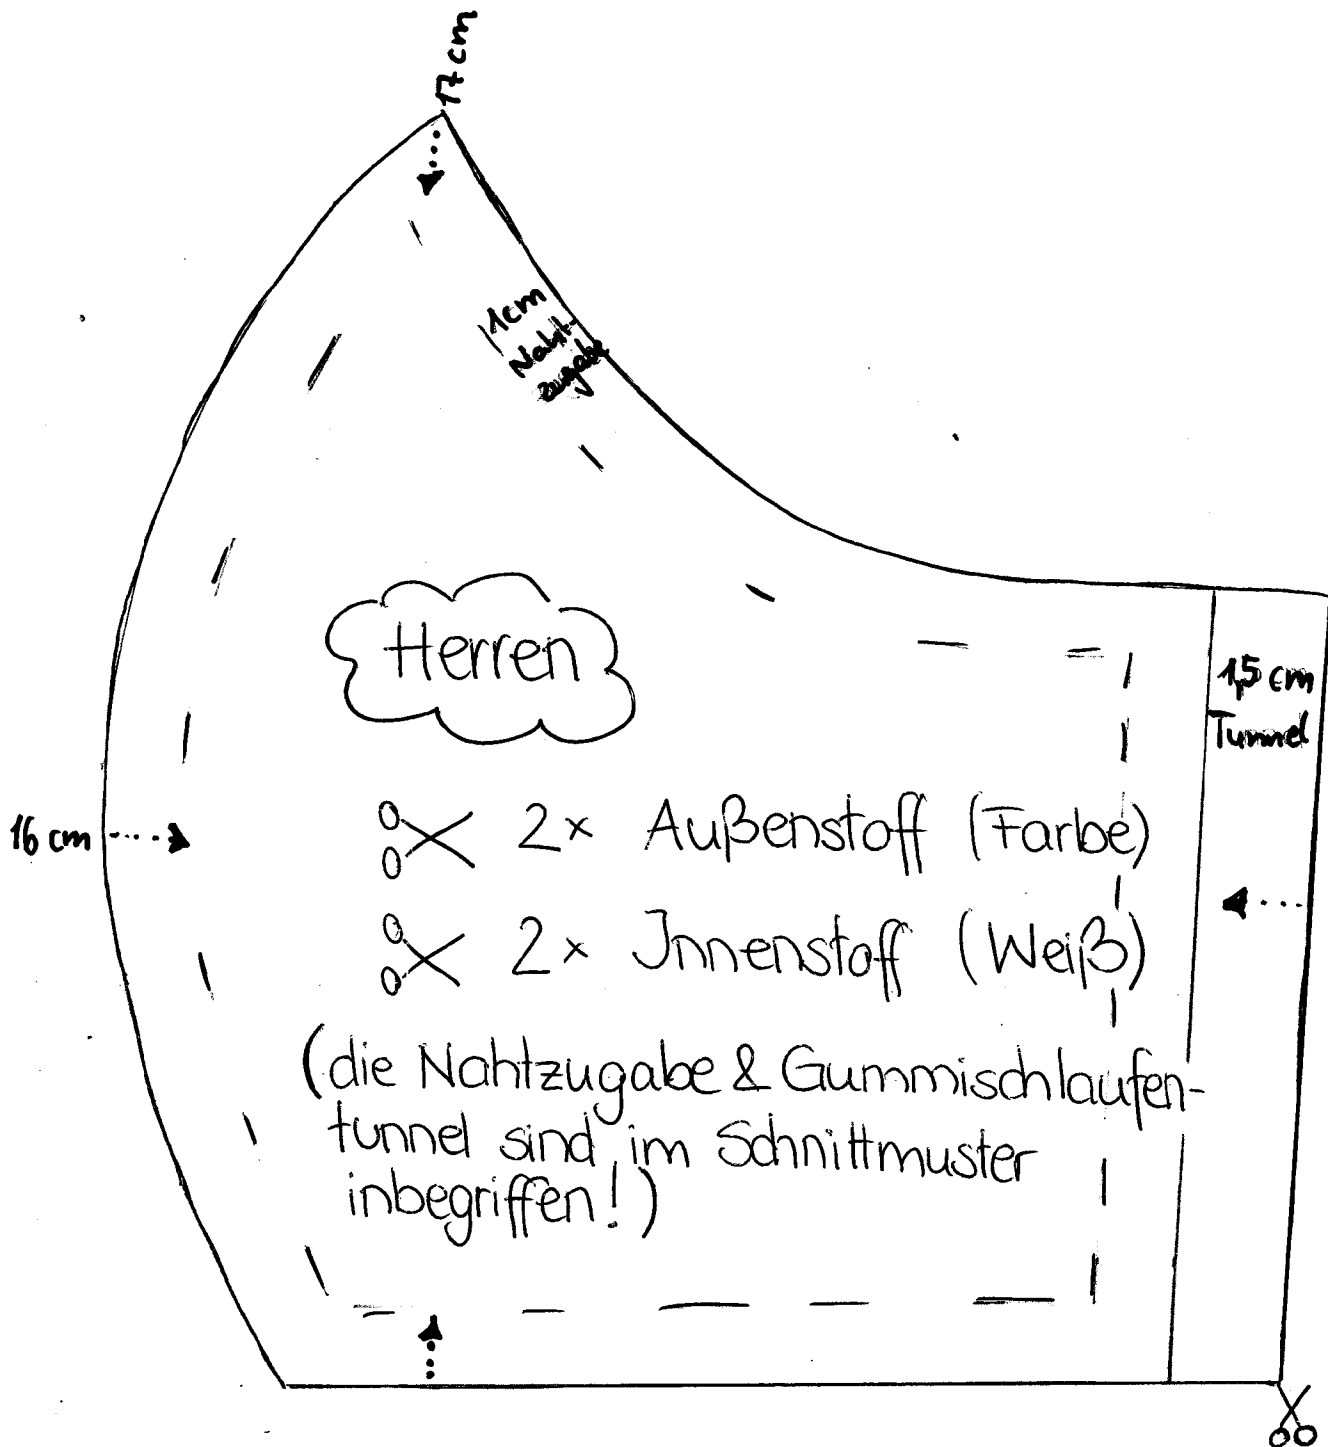 17 cm
1cm
Naht-
zugabe
Herren
1,5 cm
Tunnel
16 cm
2x Außenstoff (Farbe)
2x Innenstoff (Weiß)
(die Nahtzugabe & Gummischlaufen-
tunnel sind im Schnittmuster
inbegriffen!)